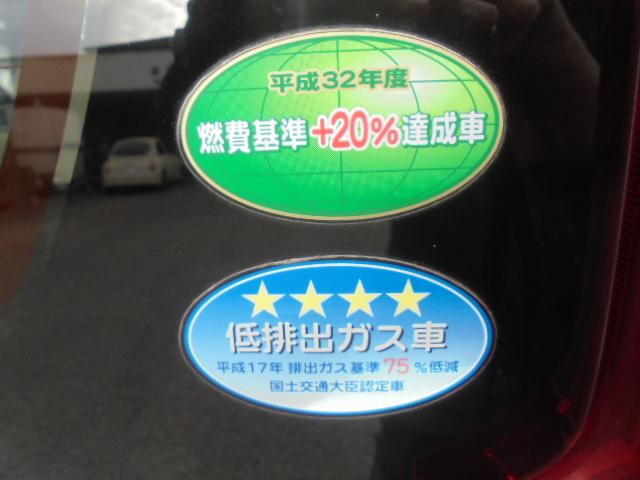 平成32年度
燃費基準+20%達成車
低排出ガス車
平成17年 排出ガス基準75%低減
国土交通大臣認定車